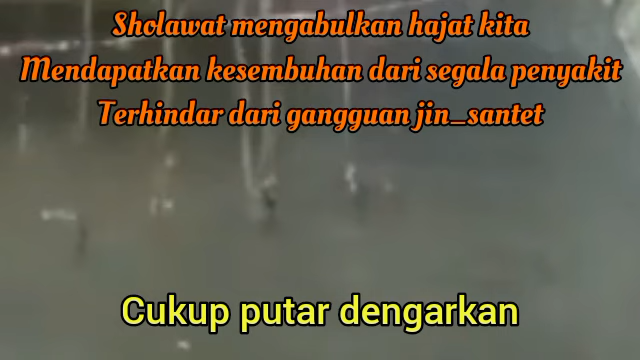 Sholawat mengabulkan hajat kita
Mendapatkan kesembuhan dari segala penyakit
Terhindar dari gangguan jin_santet
Cukup putar dengarkan